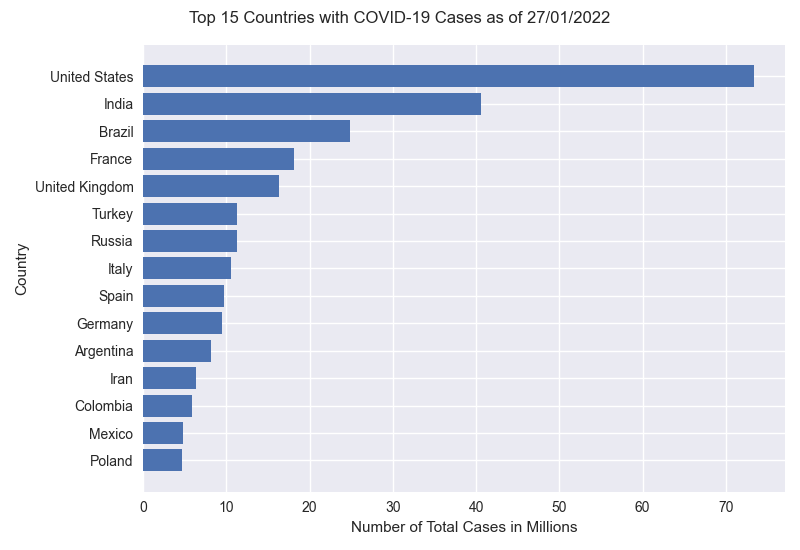 Top 15 Countries with COVID-19 Cases as of 27/01/2022
Country
United States
India
Brazil
France
United Kingdom
Turkey
Russia
Italy
Spain
Germany
Argentina
Iran
Colombia
Mexico
Poland
0 10 20 30 40 50 60 70
Number of Total Cases in Millions